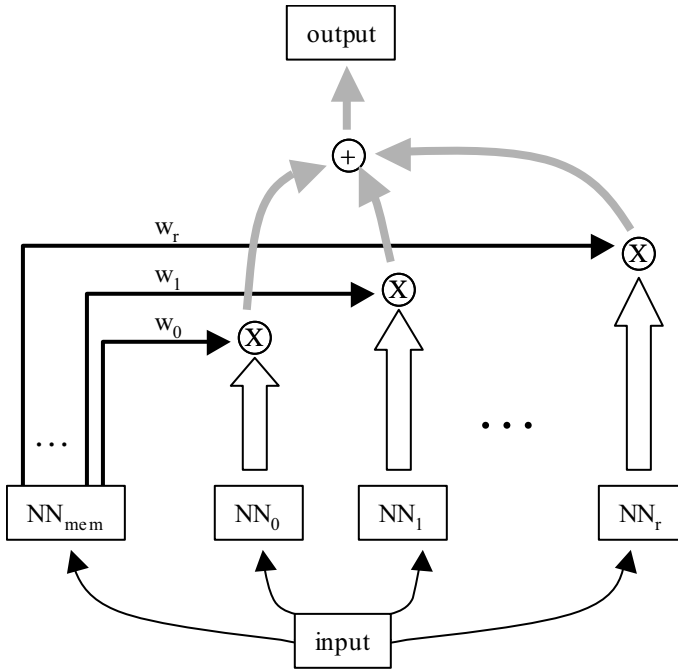 output
+
w_r
X
w_1
X
w_0
X
...
...
NN_mem
NN_0
NN_1
NN_r
input